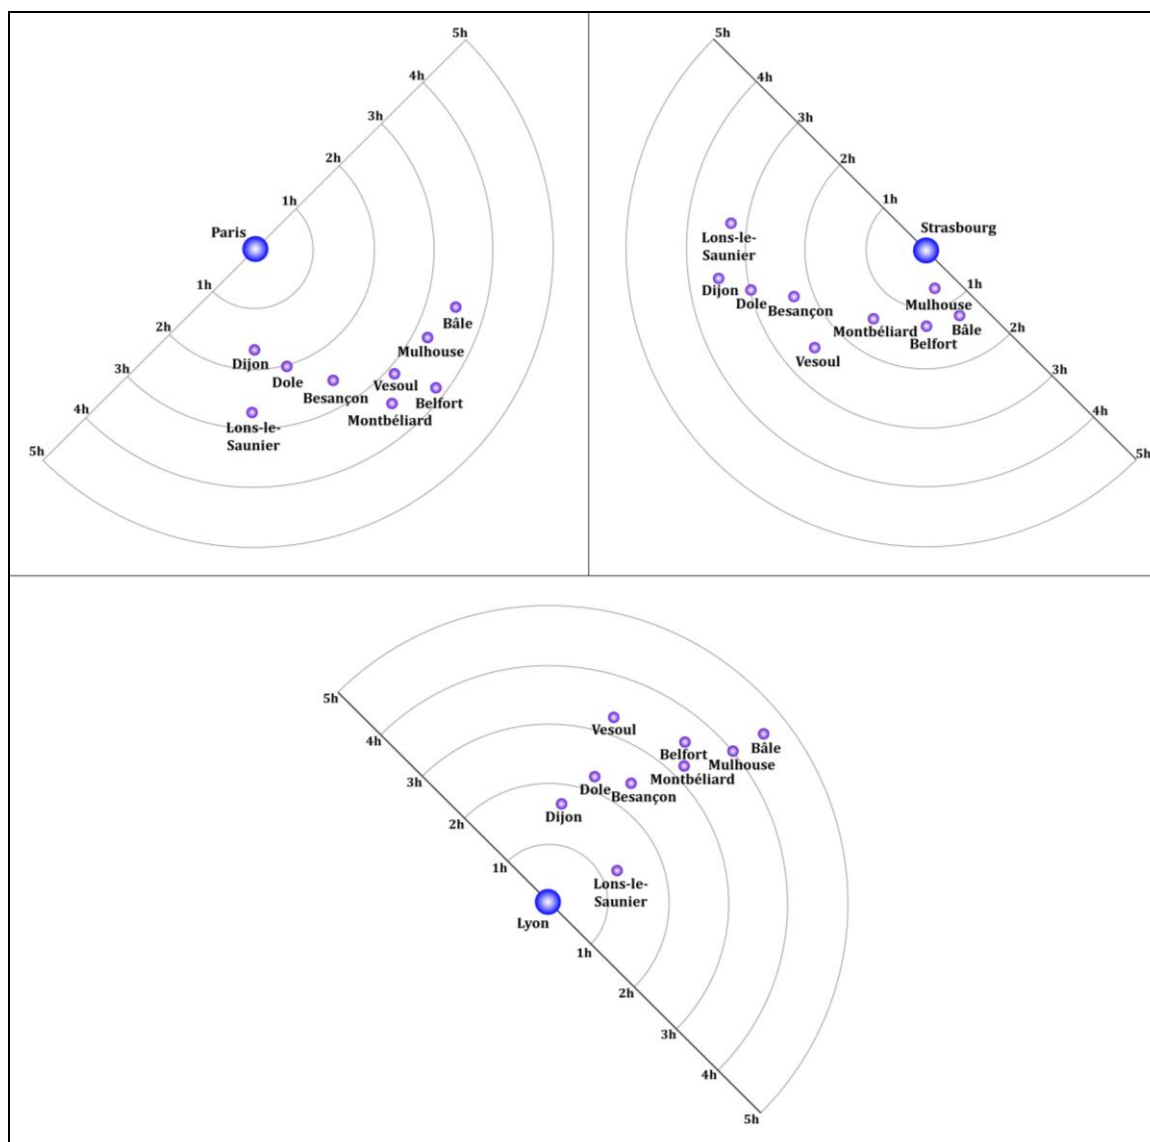 5h
4h
3h
2h
1h
Paris
1h
2h
3h
4h
5h
Bâle
Mulhouse
Dijon
Dole
Vesoul
Besançon
Belfort
Montbéliard
Lons-le-
Saunier
5h
4h
3h
2h
1h
Strasbourg
Lons-le-
Saunier
Dijon
Dole
Besançon
Mulhouse
1h
Montbéliard
Bâle
Belfort
2h
Vesoul
3h
4h
5h
5h
4h
3h
2h
1h
Vesoul
Bâle
Belfort
Mulhouse
Montbéliard
Dole
Besançon
Dijon
Lons-le-
Saunier
Lyon
1h
2h
3h
4h
5h